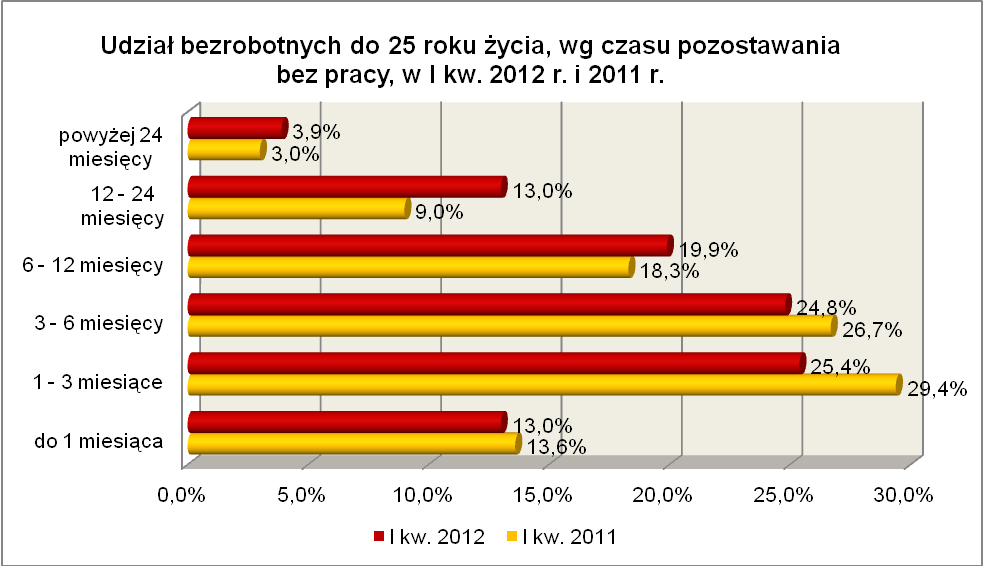 Udział bezrobotnych do 25 roku życia, wg czasu pozostawania
bez pracy, w I kw. 2012 r. i 2011 r.
powyżej 24
miesięcy
3,9%
3,0%
12 - 24
miesięcy
13,0%
9,0%
6 - 12 miesięcy
19,9%
18,3%
3 - 6 miesięcy
24,8%
26,7%
1 - 3 miesiące
25,4%
29,4%
do 1 miesiąca
13,0%
13,6%
0,0% 5,0% 10,0% 15,0% 20,0% 25,0% 30,0%
I kw. 2012 I kw. 2011